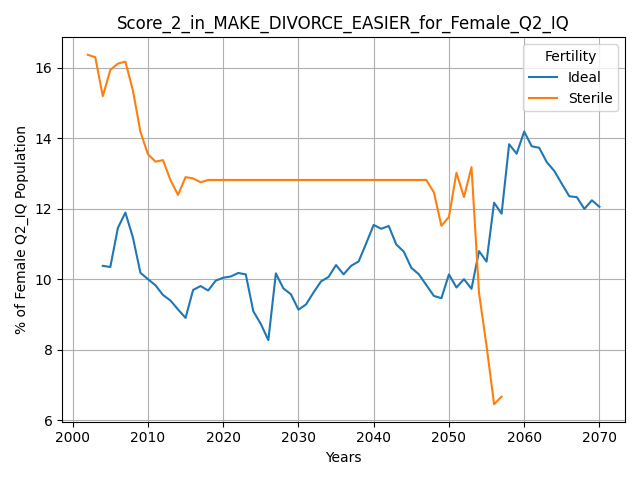 Score_2_in_MAKE_DIVORCE_EASIER_for_Female_Q2_IQ
Fertility
Ideal
Sterile
% of Female Q2_IQ Population
16
14
12
10
8
6
2000 2010 2020 2030 2040 2050 2060 2070
Years